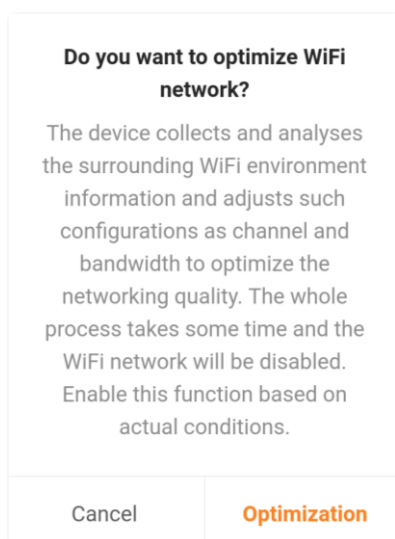 Do you want to optimize WiFi
network?
The device collects and analyses
the surrounding WiFi environment
information and adjusts such
configurations as channel and
bandwidth to optimize the
networking quality. The whole
process takes some time and the
WiFi network will be disabled.
Enable this function based on
actual conditions.
Cancel
Optimization